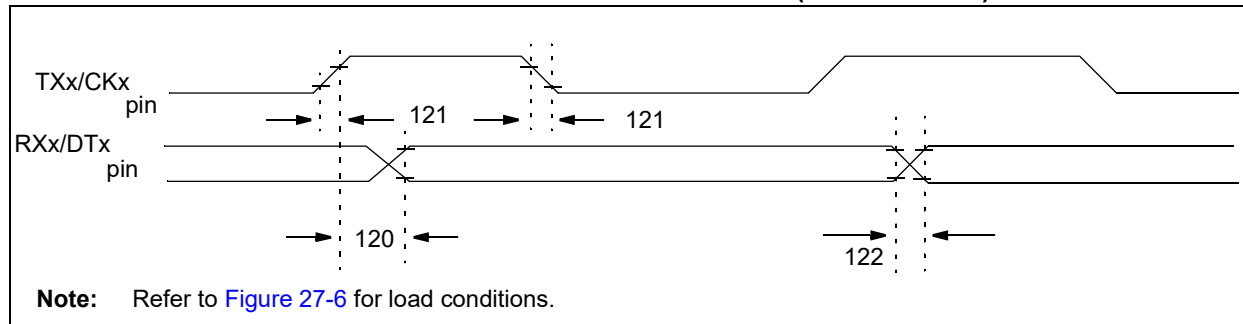 TXx/CKx
pin
121
121
RXx/DTx
pin
120
122
Note: Refer to Figure 27-6 for load conditions.